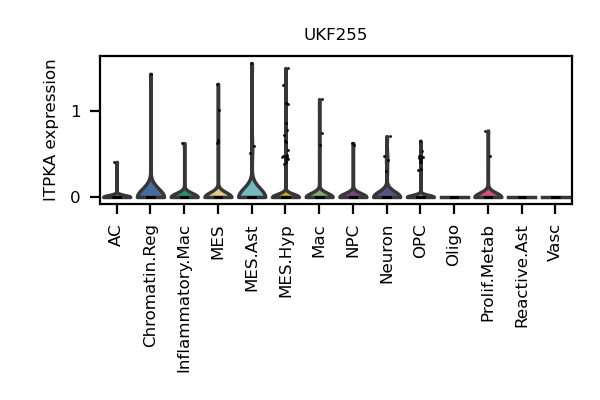 UKF255
ITPKA expression
1
0
AC
Chromatin.Reg
Inflammatory.Mac
MES
MES.Ast
MES.Hyp
Mac
NPC
Neuron
OPC
Oligo
Prolif.Metab
Reactive.Ast
Vasc